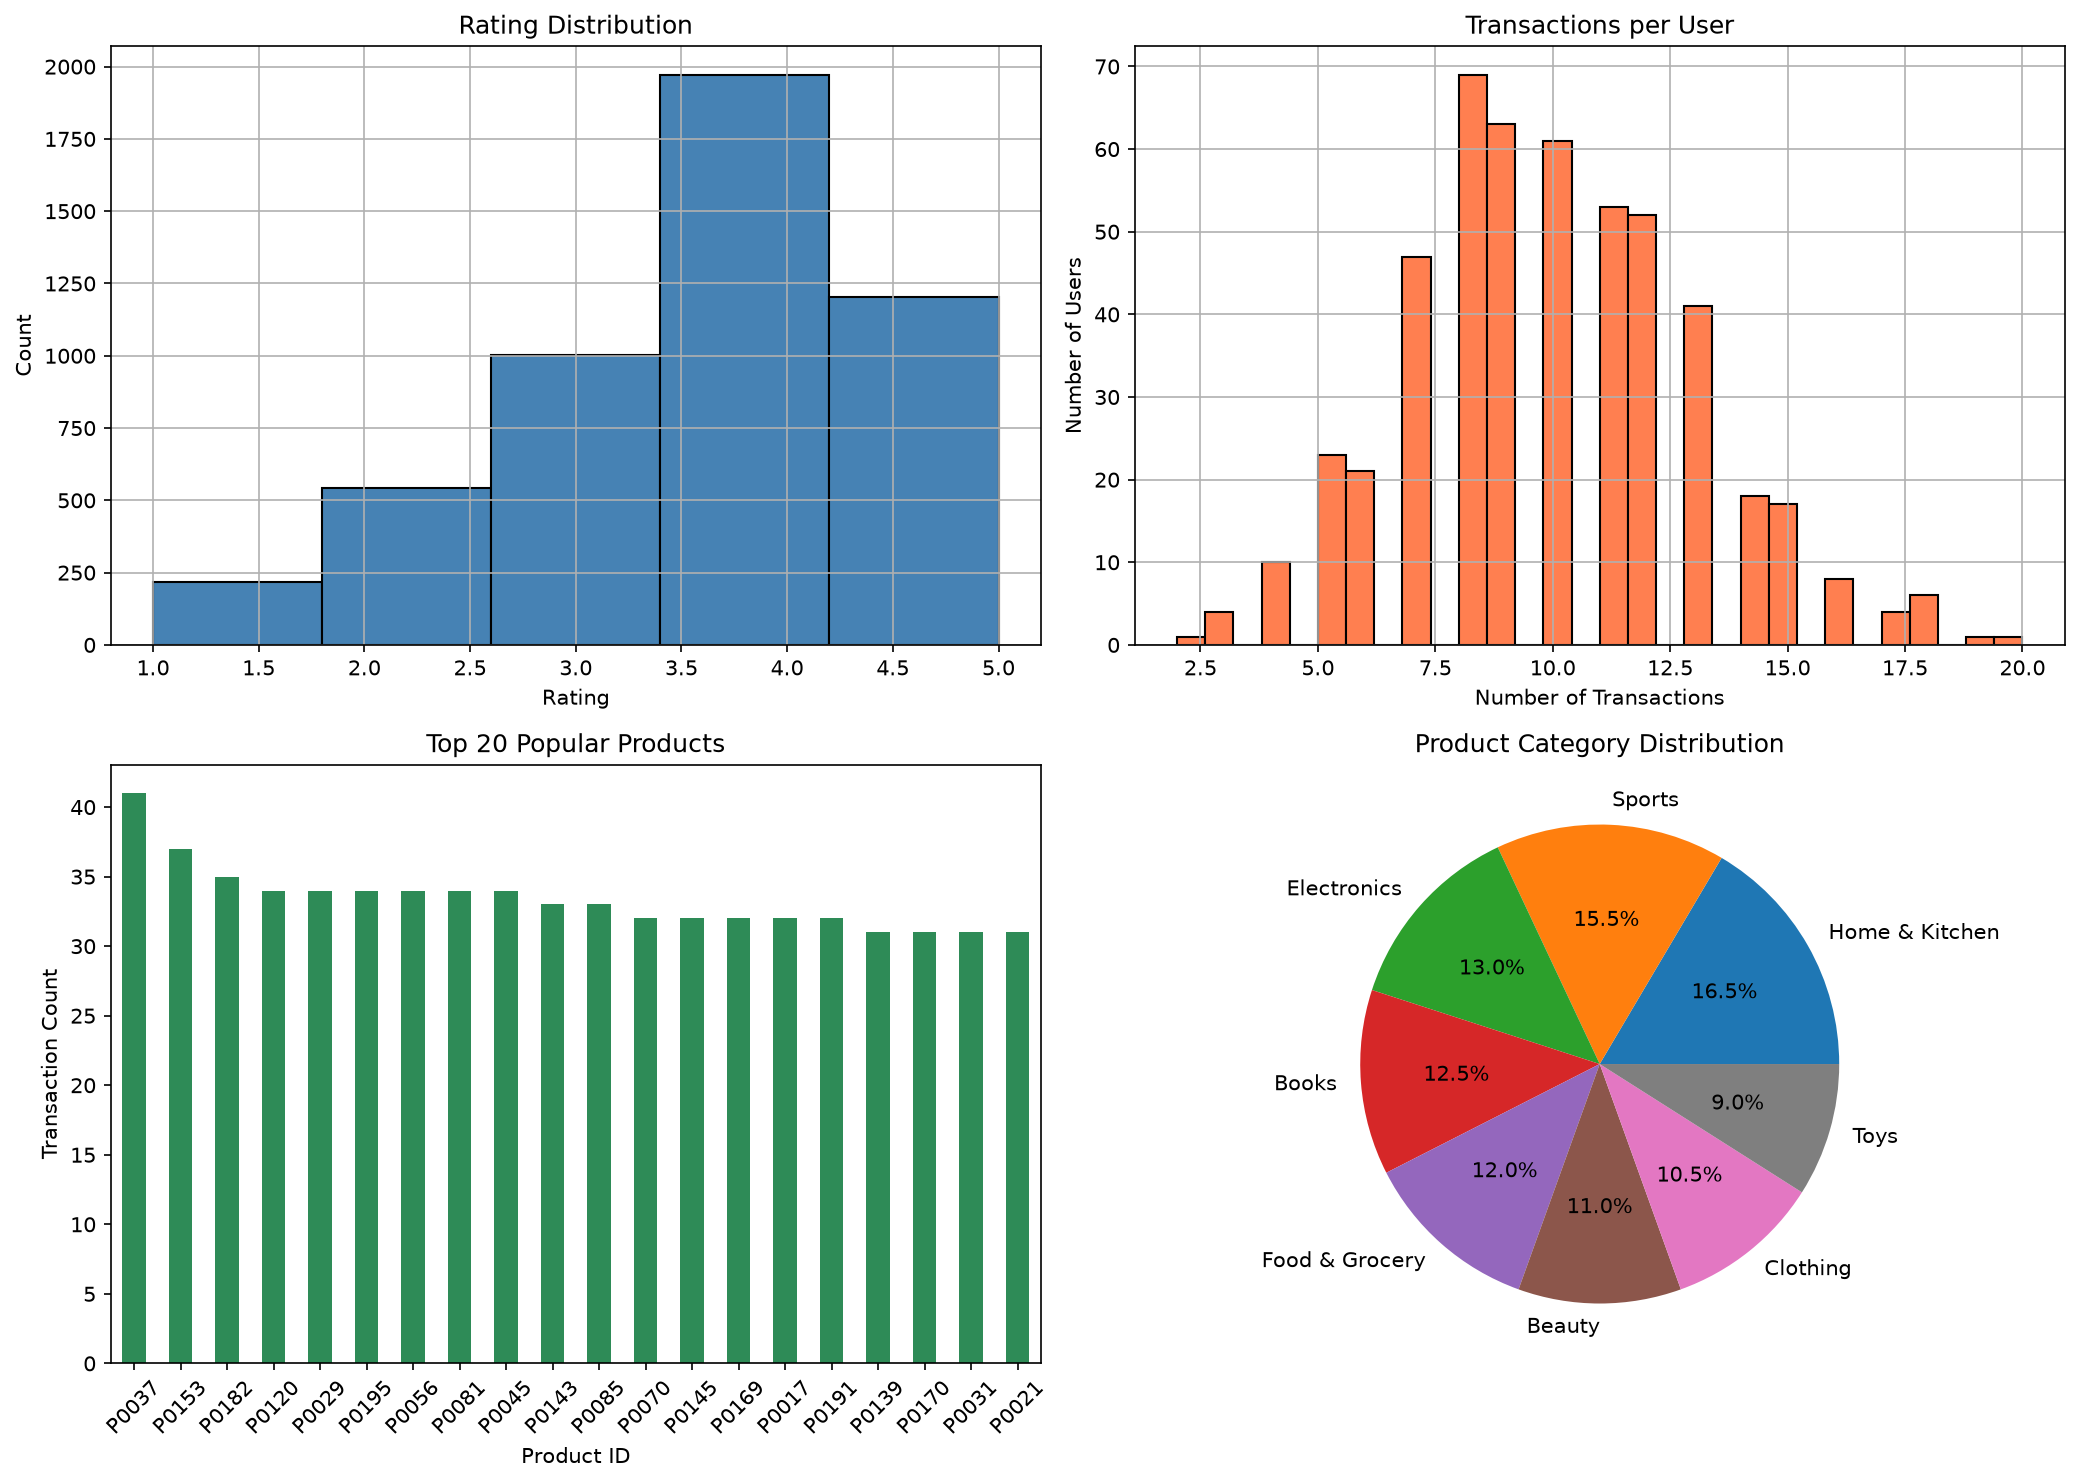 Rating Distribution
2000
1750
1500
1250
1000
750
500
250
0
Count
1.0 1.5 2.0 2.5 3.0 3.5 4.0 4.5 5.0
Rating
Transactions per User
70
60
50
40
30
20
10
0
Number of Users
2.5 5.0 7.5 10.0 12.5 15.0 17.5 20.0
Number of Transactions
Top 20 Popular Products
40
35
30
25
20
15
10
5
0
Transaction Count
P0037 P0153 P0182 P0120 P0029 P0195 P0056 P0081 P0045 P0143 P0085 P0070 P0145 P0169 P0017 P0191 P0139 P0170 P0031 P0021
Product ID
Product Category Distribution
Sports
Electronics
15.5%
Home & Kitchen
13.0%
16.5%
Books
12.5%
9.0%
Toys
12.0%
10.5%
11.0%
Food & Grocery
Clothing
Beauty